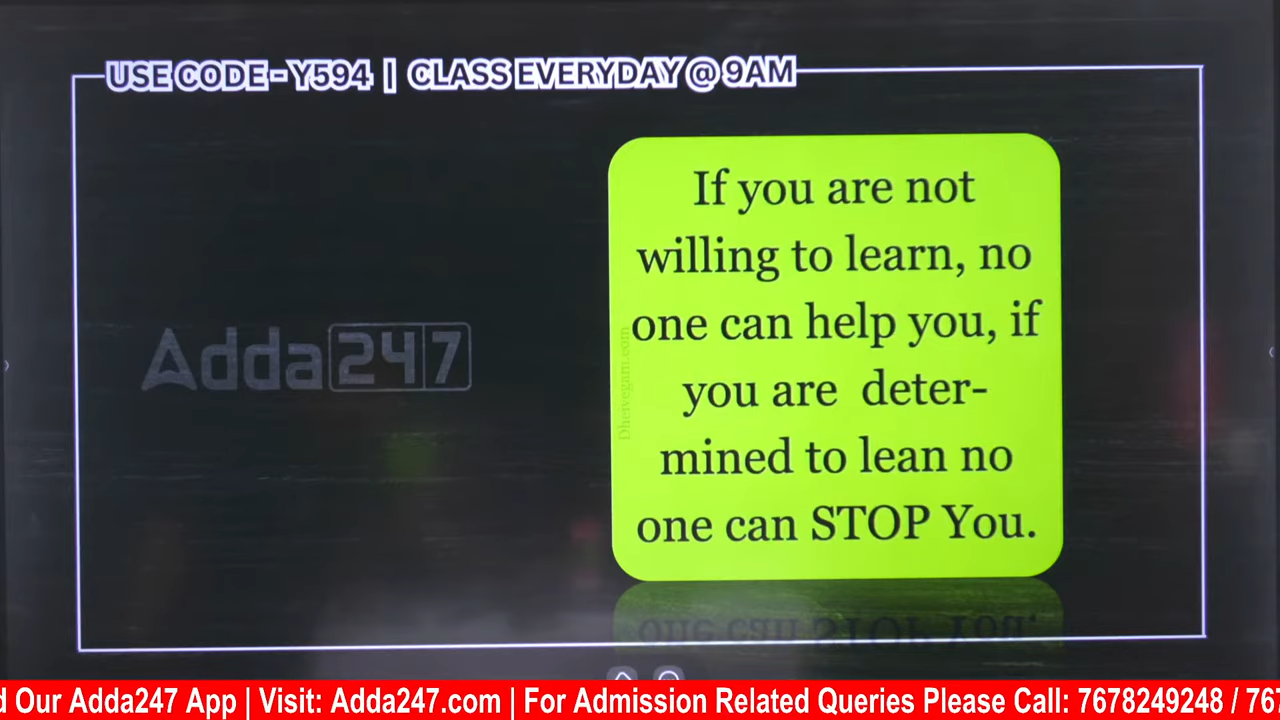 USE CODE - Y594 | CLASS EVERYDAY @ 9AM
Adda247
If you are not
willing to learn, no
one can help you, if
you are deter-
mined to lean no
one can STOP You.
Dheivegam.com
d Our Adda247 App | Visit: Adda247.com | For Admission Related Queries Please Call: 7678249248 / 767